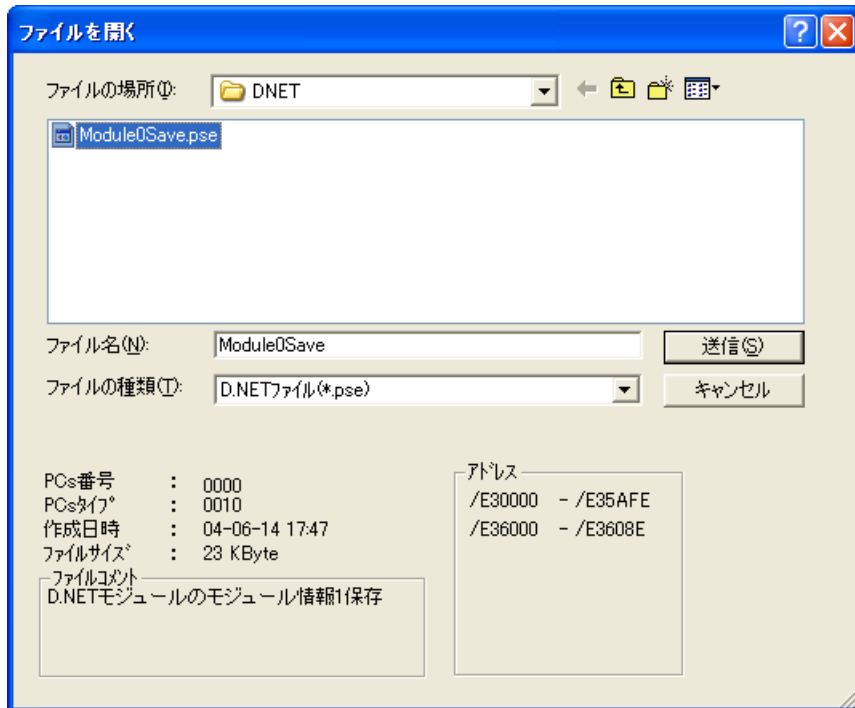 ファイルを開く
ファイルの場所(I):
DNET
Module0Save.pse
ファイル名(N):
Module0Save
送信(S)
ファイルの種類(T):
D.NETファイル(*.pse)
キャンセル
PCs番号 : 0000
PCsタイプ : 0010
作成日時 : 04-06-14 17:47
ファイルサイズ : 23 KByte
ファイルコメント
D.NETモジュールのモジュール情報1保存
アドレス
/E30000 - /E35AFE
/E36000 - /E3608E